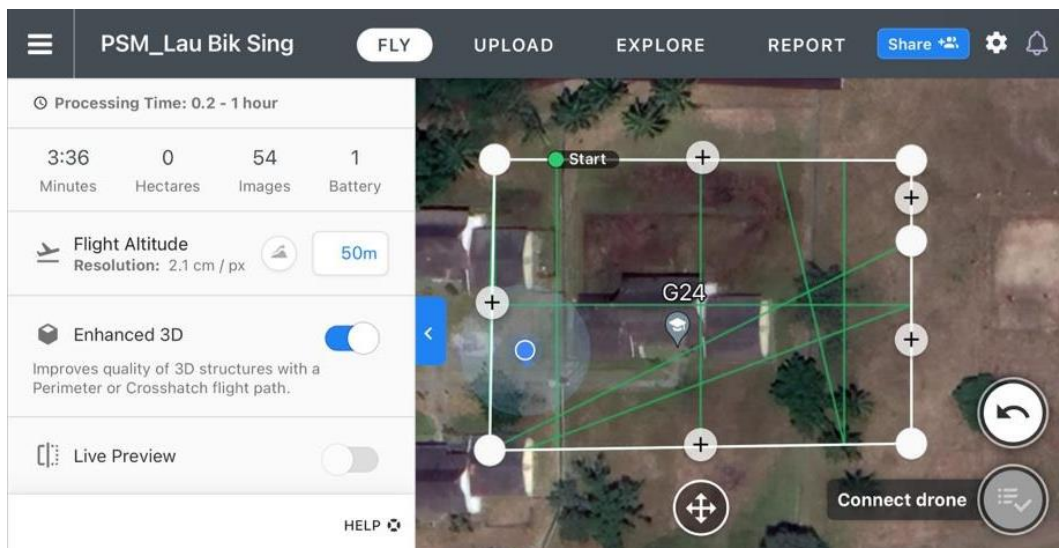 PSM_Lau Bik Sing FLY UPLOAD EXPLORE REPORT Share
Processing Time: 0.2 - 1 hour
3:36 0 54 1
Minutes Hectares Images Battery
Flight Altitude
Resolution: 2.1 cm / px
50m
Enhanced 3D
Improves quality of 3D structures with a
Perimeter or Crosshatch flight path.
Live Preview
HELP
Start
G24
Connect drone